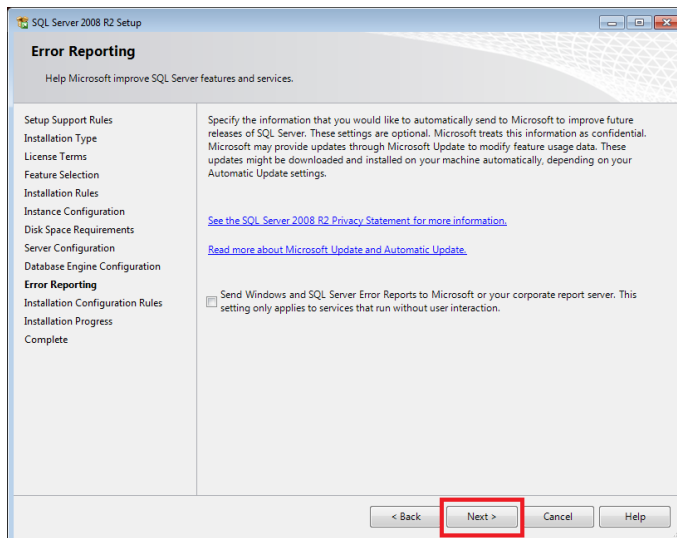 SQL Server 2008 R2 Setup
Error Reporting
Help Microsoft improve SQL Server features and services.
Setup Support Rules
Installation Type
License Terms
Feature Selection
Installation Rules
Instance Configuration
Disk Space Requirements
Server Configuration
Database Engine Configuration
Error Reporting
Installation Configuration Rules
Installation Progress
Complete
Specify the information that you would like to automatically send to Microsoft to improve future
releases of SQL Server. These settings are optional. Microsoft treats this information as confidential.
Microsoft may provide updates through Microsoft Update to modify feature usage data. These
updates might be downloaded and installed on your machine automatically, depending on your
Automatic Update settings.
See the SQL Server 2008 R2 Privacy Statement for more information.
Read more about Microsoft Update and Automatic Update.
Send Windows and SQL Server Error Reports to Microsoft or your corporate report server. This
setting only applies to services that run without user interaction.
< Back Next > Cancel Help